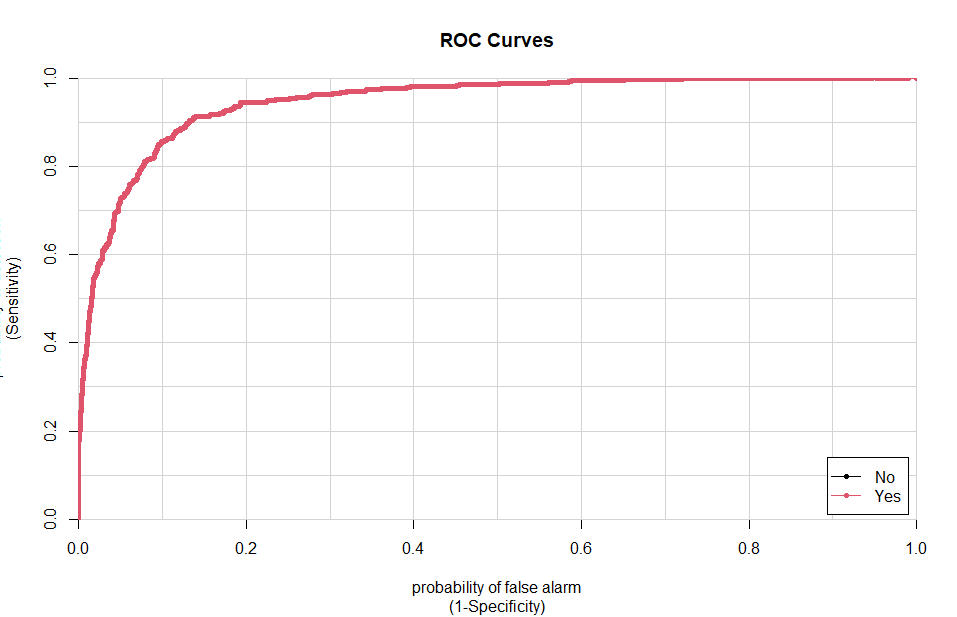 ROC Curves
(Sensitivity)
1.0
0.8
0.6
0.4
0.2
0.0
No
Yes
0.0 0.2 0.4 0.6 0.8 1.0
probability of false alarm
(1-Specificity)